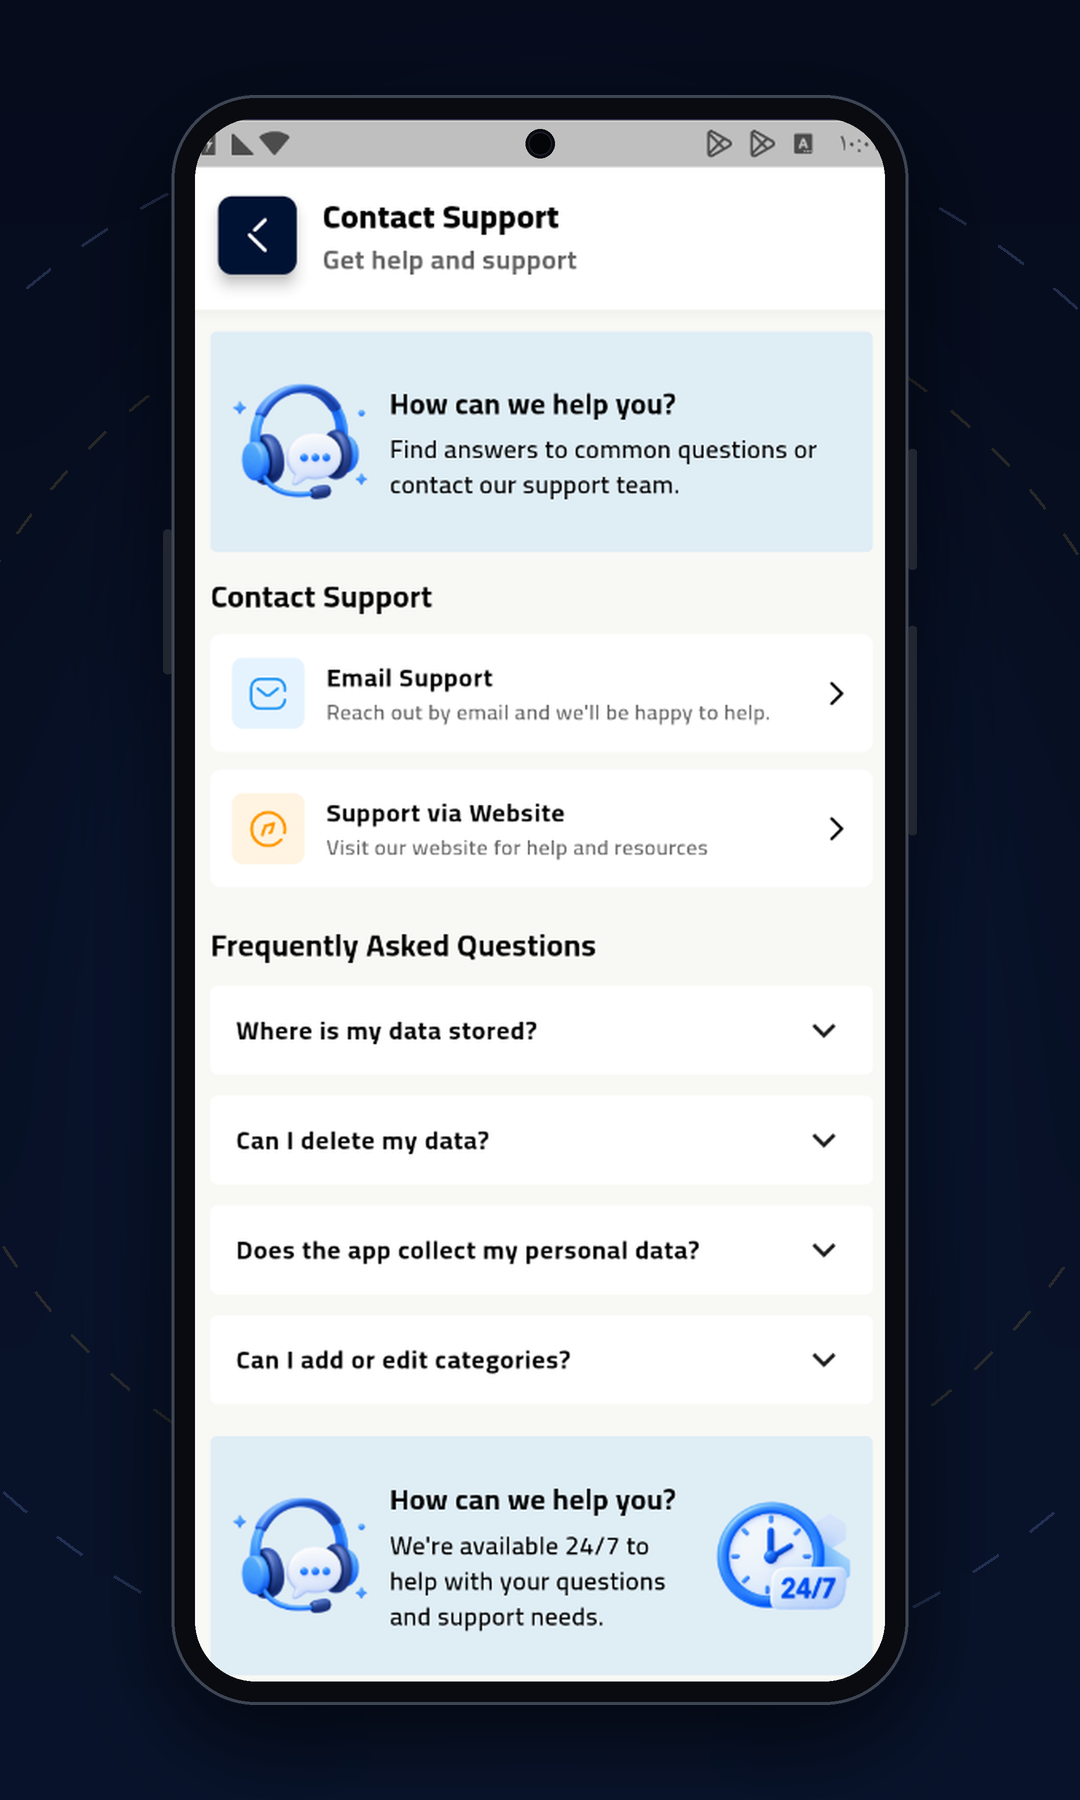 A
Contact Support
Get help and support
How can we help you?
Find answers to common questions or
contact our support team.
Contact Support
Email Support
Reach out by email and we'll be happy to help.
Support via Website
Visit our website for help and resources
Frequently Asked Questions
Where is my data stored?
Can I delete my data?
Does the app collect my personal data?
Can I add or edit categories?
How can we help you?
We're available 24/7 to
help with your questions
and support needs.
24/7